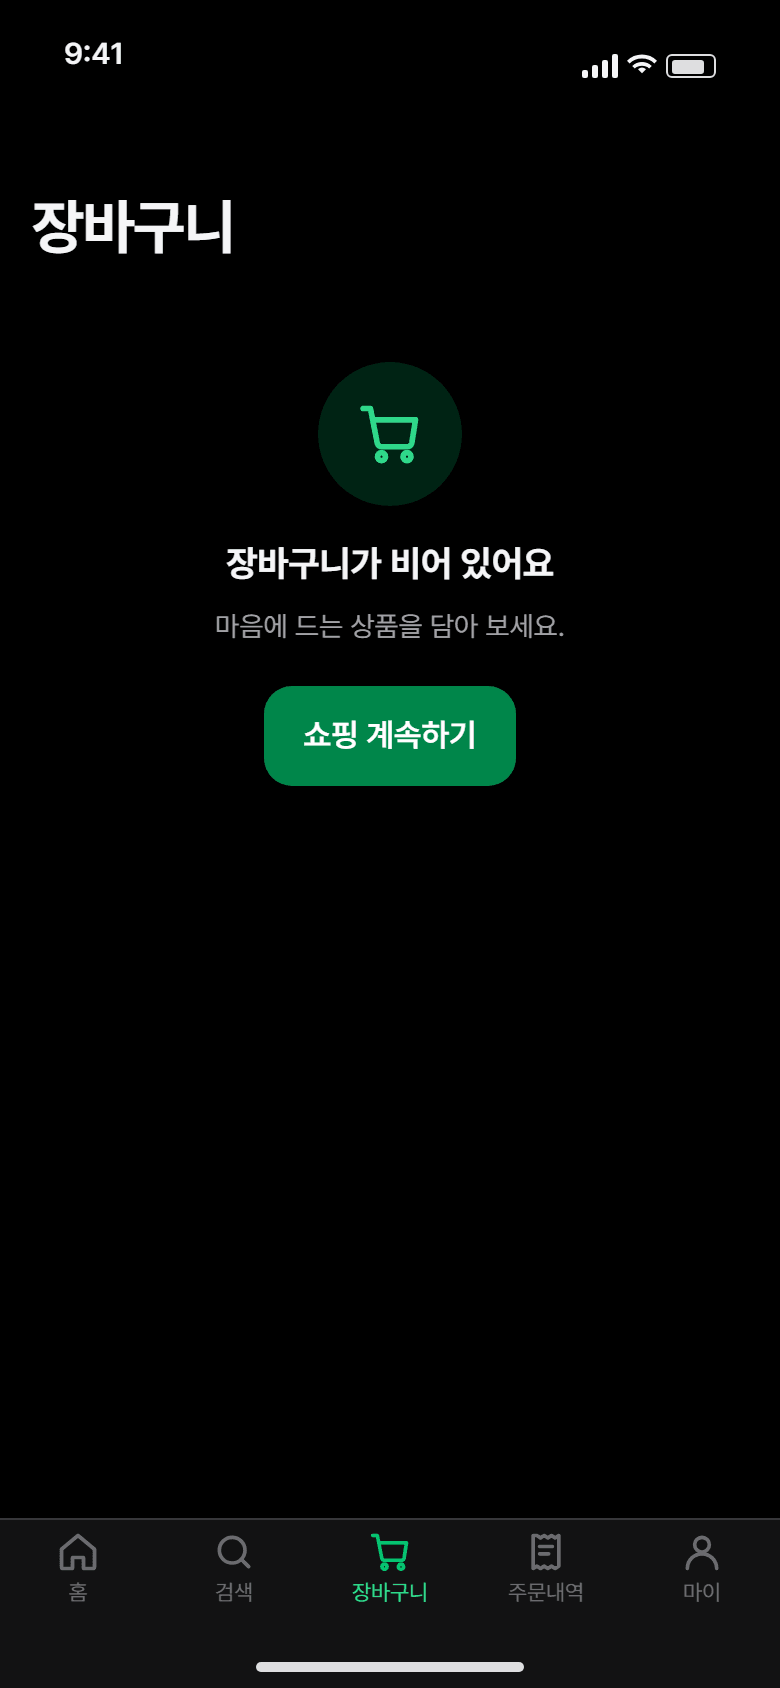 9:41
장바구니
장바구니가 비어 있어요
마음에 드는 상품을 담아 보세요.
쇼핑 계속하기
홈
검색
장바구니
주문내역
마이